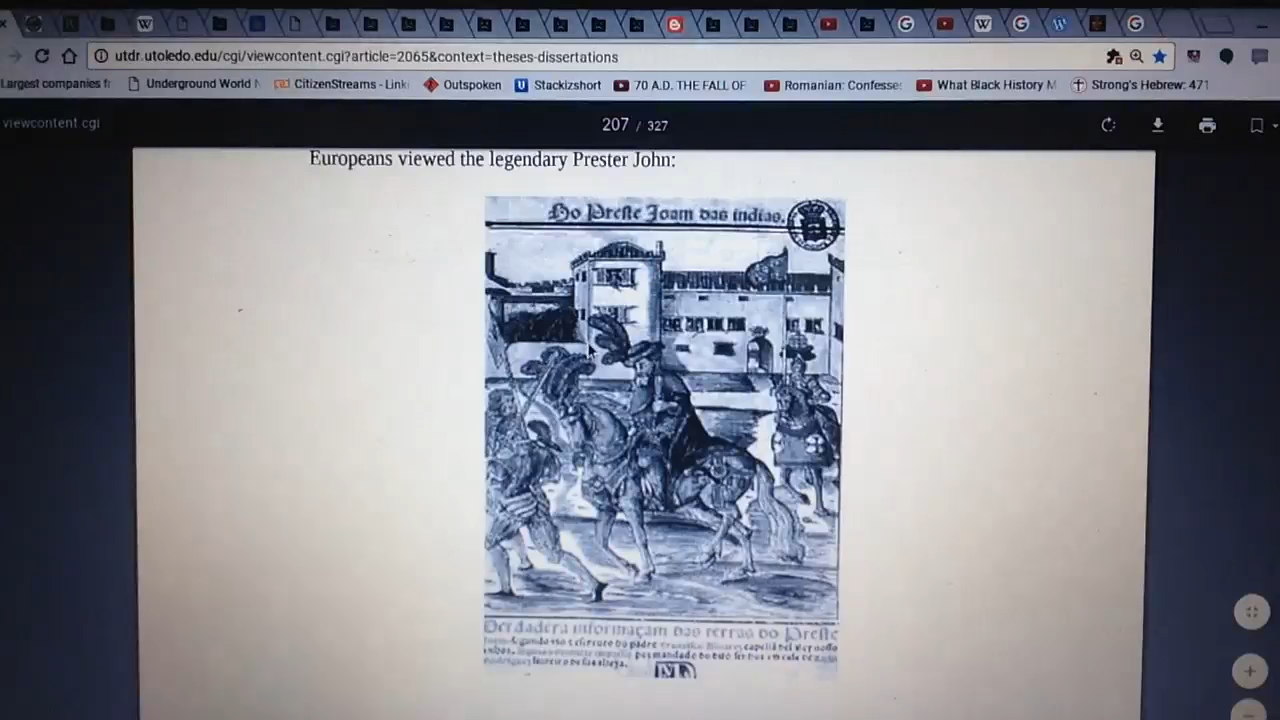 utdr.utoledo.edu/cgi/viewcontent.cgi?article=2065&context=theses-dissertations
Largest companies Underground World CitizenStreams - Link Outspoken Stackizshort 70 A.D. THE FALL OF Romanian: Confesse What Black History M Strong's Hebrew: 471
viewcontent.cgi 207 / 327
Europeans viewed the legendary Prester John:
Ho Preste Joam das indias.
Verdadera informaçam das terras do Preste